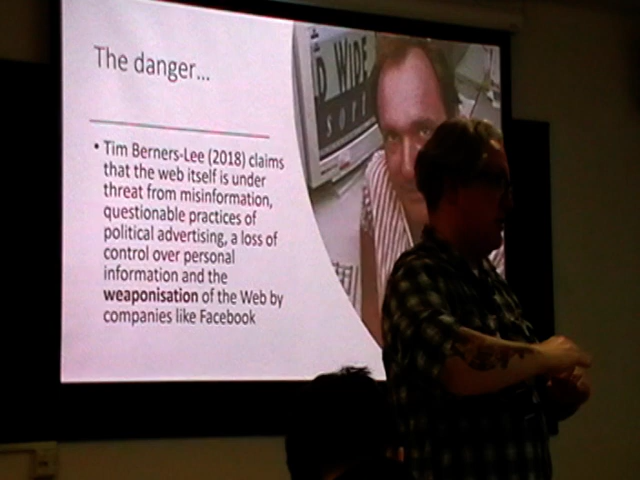 The danger...
• Tim Berners-Lee (2018) claims
that the web itself is under
threat from misinformation,
questionable practices of
political advertising, a loss of
control over personal
information and the
weaponisation of the Web by
companies like Facebook
D WIDE